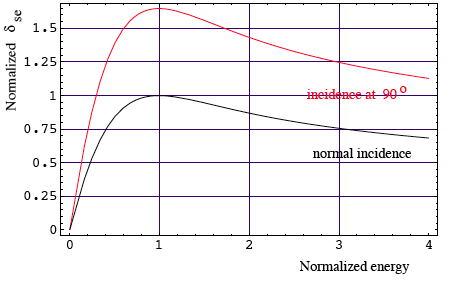 Normalized δ se
1.5
1.25
1
0.75
0.5
0.25
0
0 1 2 3 4
incidence at 90 o
normal incidence
Normalized energy